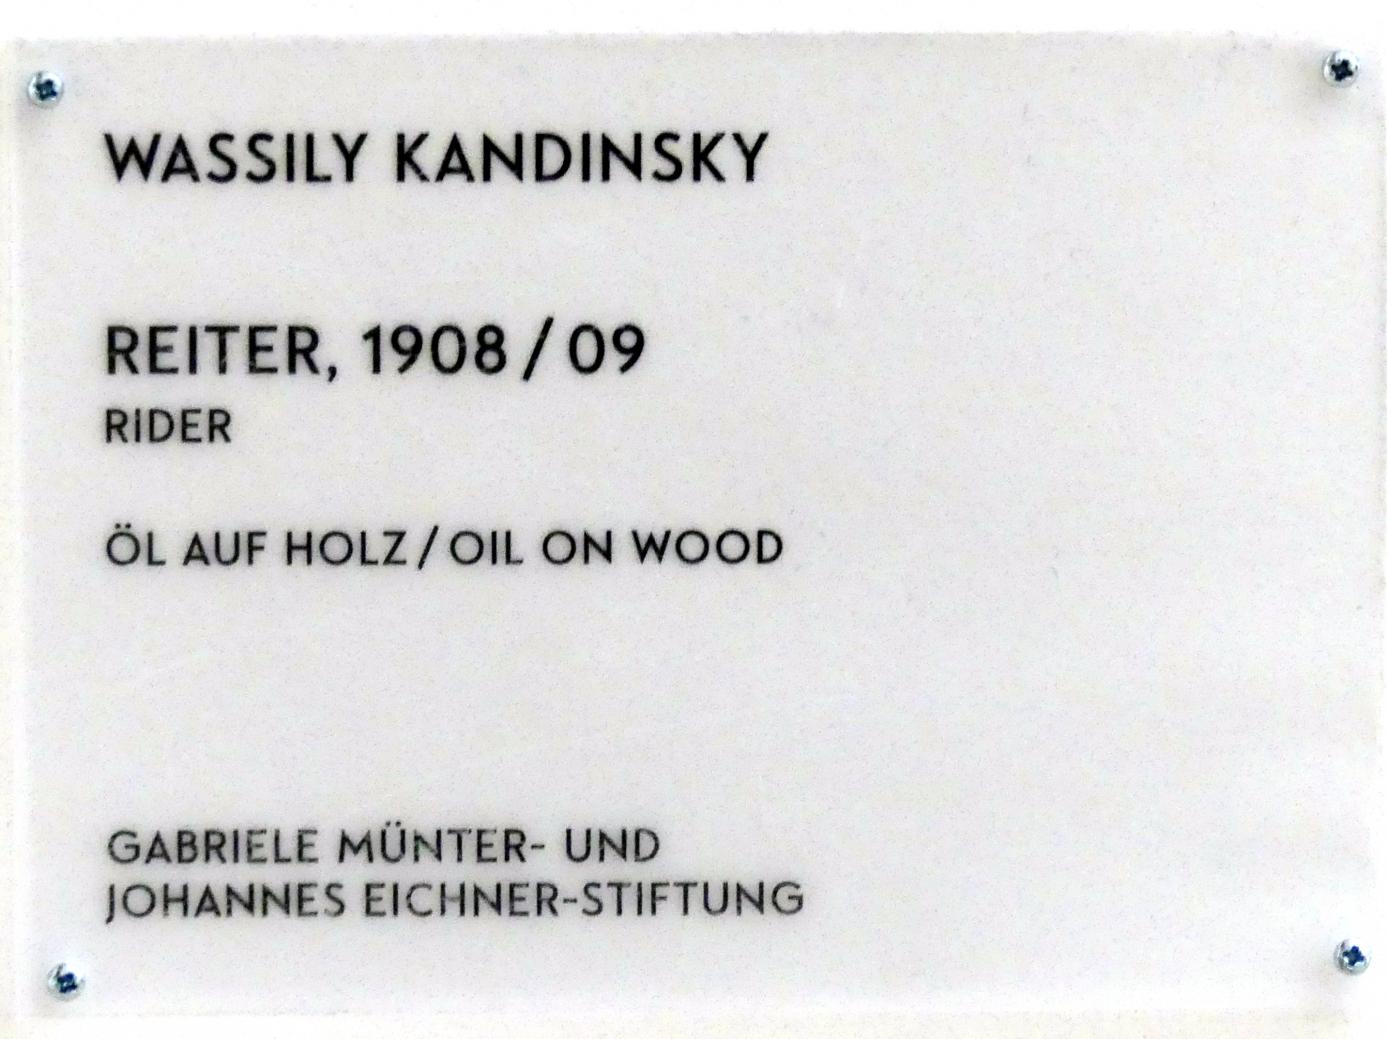 WASSILY KANDINSKY
REITER, 1908 / 09
RIDER
ÖL AUF HOLZ / OIL ON WOOD
GABRIELE MÜNTER- UND
JOHANNES EICHNER-STIFTUNG